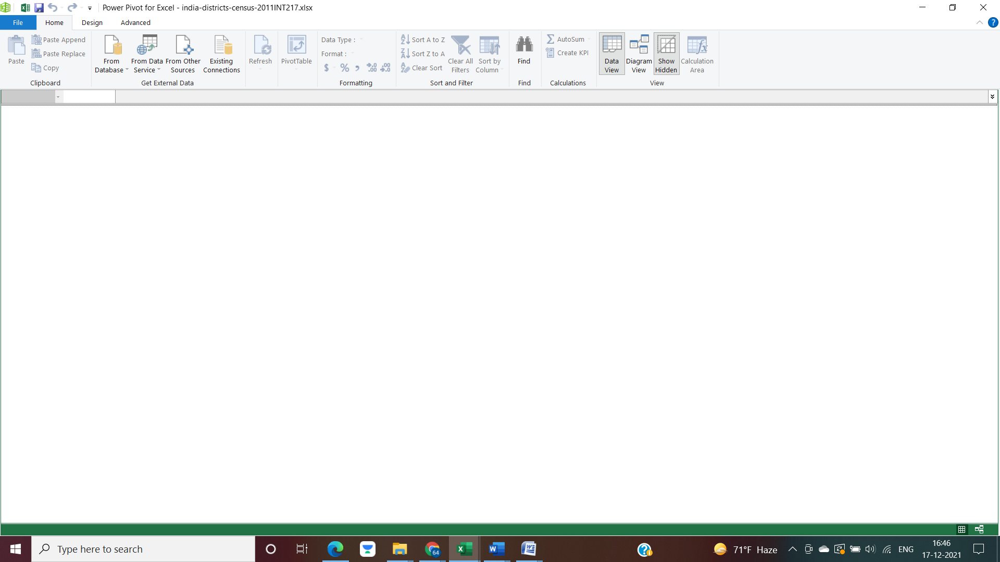 Power Pivot for Excel - india-districts-census-2011INT217.xlsx
File
Home
Design
Advanced
?
Paste
Paste Append
Paste Replace
Copy
Clipboard
From
Database
From Data
Service
From Other
Sources
Existing
Connections
Get External Data
Refresh
PivotTable
Data Type :
Format :
$ % ,
Formatting
Sort A to Z
Sort Z to A
Clear Sort
Clear All
Filters
Sort by
Column
Sort and Filter
Find
Find
AutoSum
Create KPI
Calculations
Data
View
Diagram
View
Show
Hidden
Calculation
Area
View
Type here to search
64
71°F Haze
ENG
16:46
17-12-2021